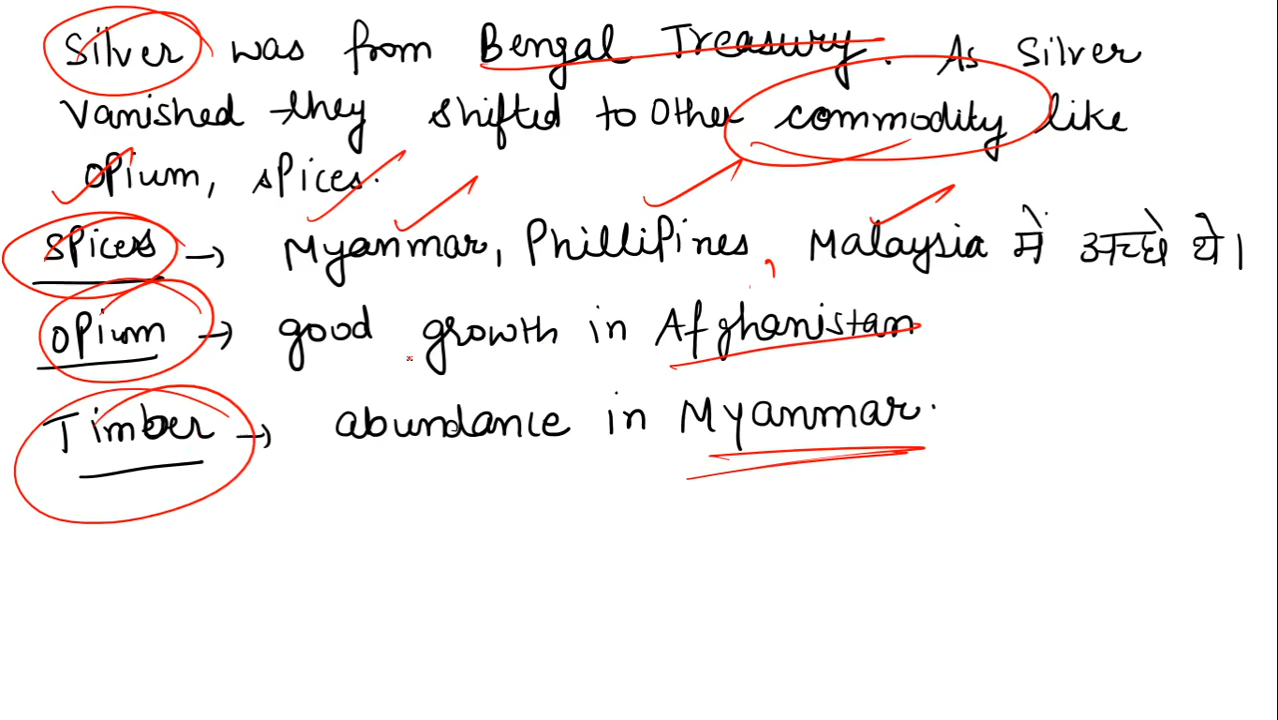 Silver was from Bengal Treasury. As Silver
vanished they shifted to other commodity like
opium, spices.
Spices → Myanmar, Phillipines, Malaysia में अच्छे थे।
opium → good growth in Afghanistan
Timber → abundance in Myanmar.